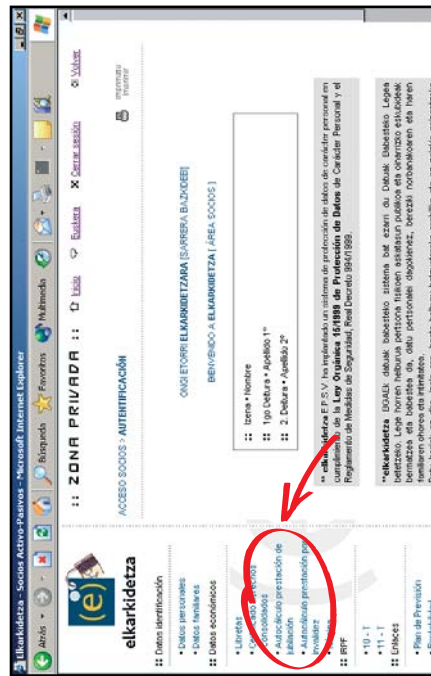 Elkarkidetza - Socios Activo-Pasivos - Microsoft Internet Explorer
Atrás
Búsqueda
Favoritos
Multimedia
(e)
elkarkidetza
:: Datos identificación
• Datos personales
• Datos familiares
:: Datos económicos
• Libretas
• Certificado derechos
consolidados
• Autocálculo prestación de
jubilación
• Autocálculo prestación por
invalidez
:: IRPF
• 10 - T
• 11 - T
:: Enlaces
• Plan de Previsión
:: ZONA PRIVADA ::
Inicio
Euskera
Cerrar sesión
Volver
ACCESO SOCIOS > AUTENTIFICACIÓN
Imprimatu
Imprimir
ONGI ETORRI ELKARKIDETZARA [SARRERA BAZKIDEEI]
BIENVENIDO A ELKARKIDETZA [ÁREA SOCIOS]
:: Izena • Nombre
:: 1go Deitura • Apellido 1º
:: 2. Deitura • Apellido 2º
** elkarkidetza E.P.S.V. ha implantado un sistema de protección de datos de carácter personal en
cumplimiento de la Ley Orgánica 15/1999 de Protección de Datos de Carácter Personal y el
Reglamento de Medidas de Seguridad, Real Decreto 994/1999.
**elkarkidetza BGAEk datuak babesteko sistema bat ezarri du Datuak Babesteko Legea
betetzeko. Lege horren helburua pertsona fisikoen askatasun publikoa eta oinarrizko eskubideak
bermatzea eta babestea da, datu pertsonalei dagokienez, bereziki norbanakoaren eta haren
familiaren ohorea eta intimitatea.